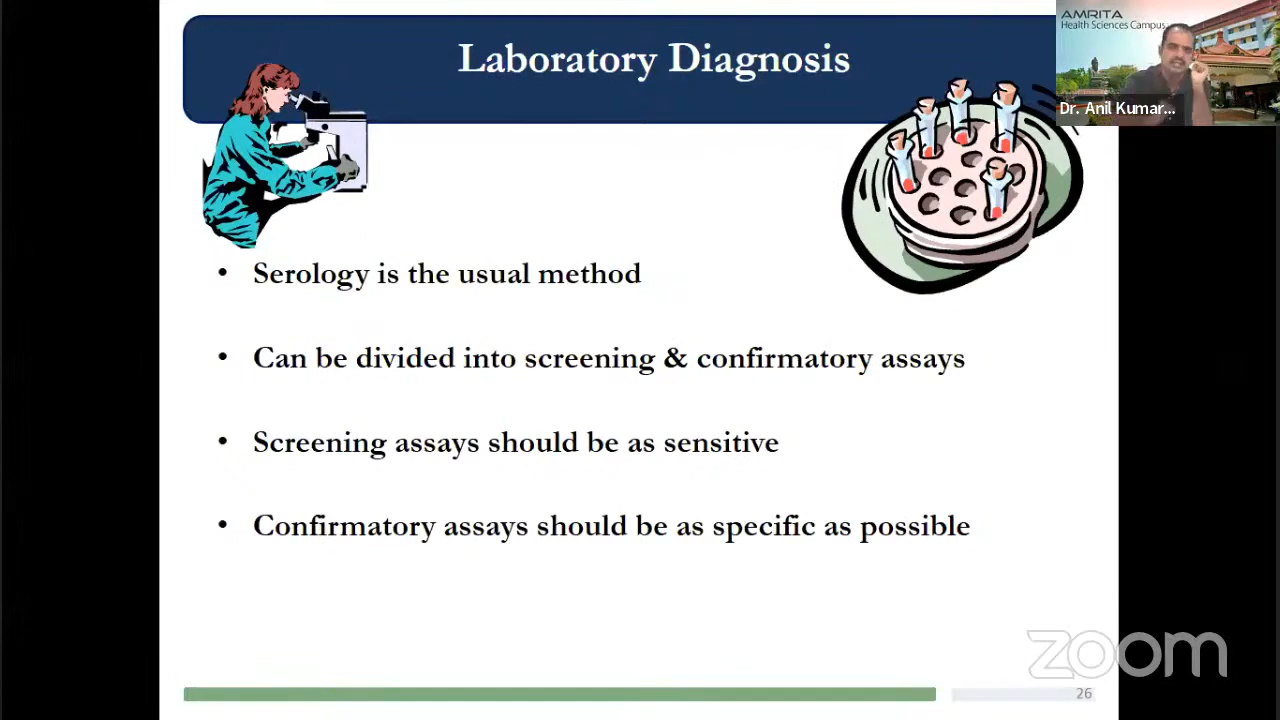 Laboratory Diagnosis
AMRITA
Health Sciences Campus
Dr. Anil Kumar...
• Serology is the usual method
• Can be divided into screening & confirmatory assays
• Screening assays should be as sensitive
• Confirmatory assays should be as specific as possible
zoom
26